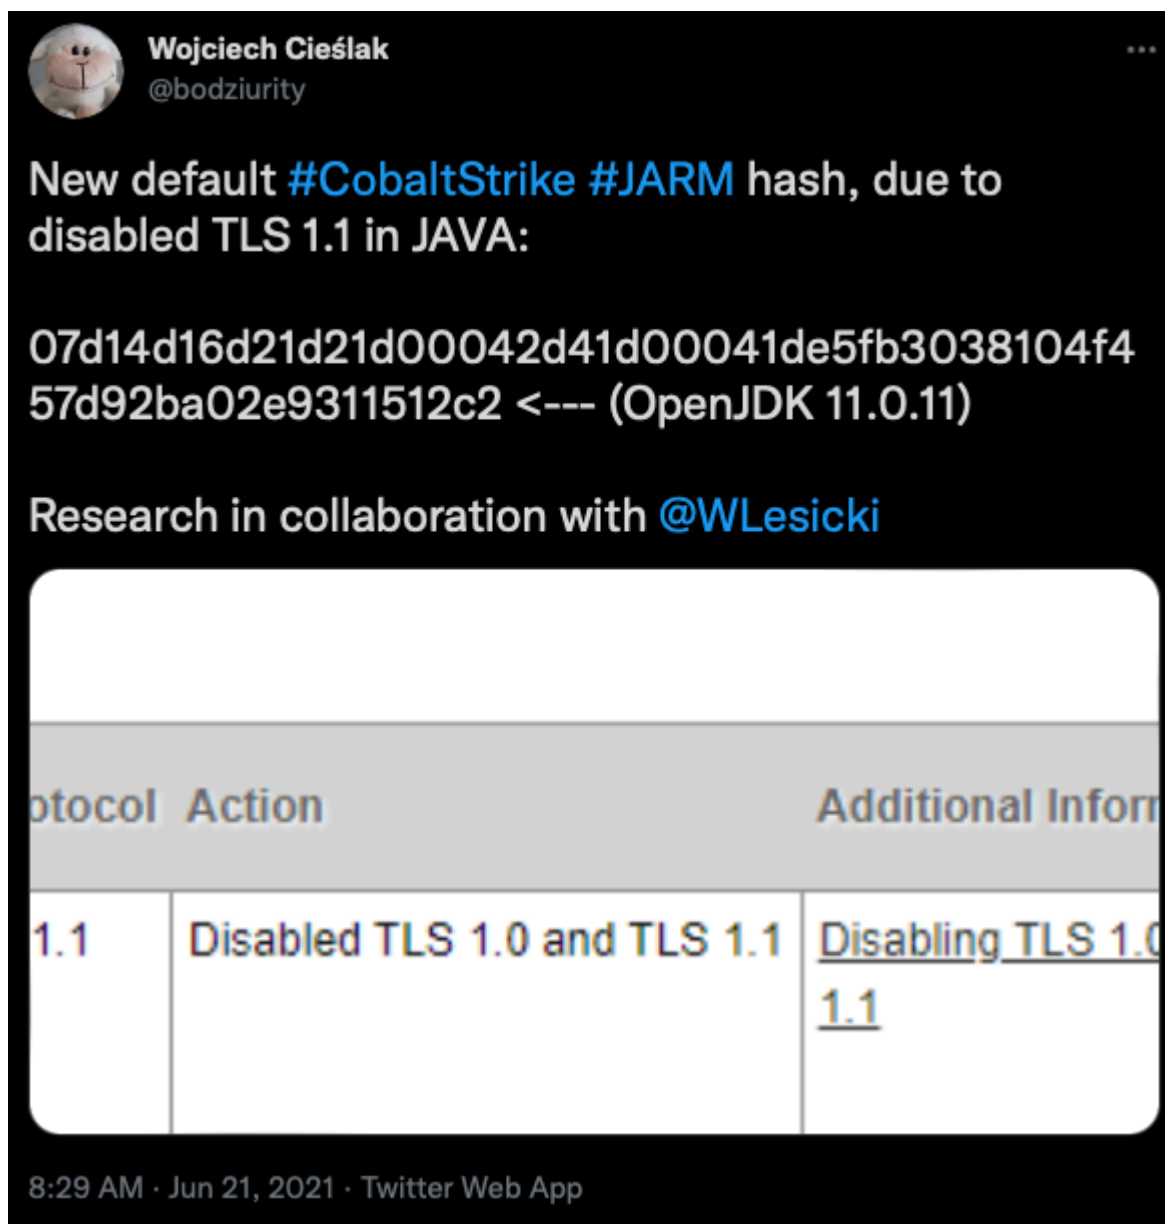 Wojciech Cieślak
@bodziurity
New default #CobaltStrike #JARM hash, due to
disabled TLS 1.1 in JAVA:
07d14d16d21d21d00042d41d00041de5fb3038104f4
57d92ba02e9311512c2 <--- (OpenJDK 11.0.11)
Research in collaboration with @WLesicki
otocol Action Additional Inform
1.1 Disabled TLS 1.0 and TLS 1.1 Disabling TLS 1.0
1.1
8:29 AM · Jun 21, 2021 · Twitter Web App